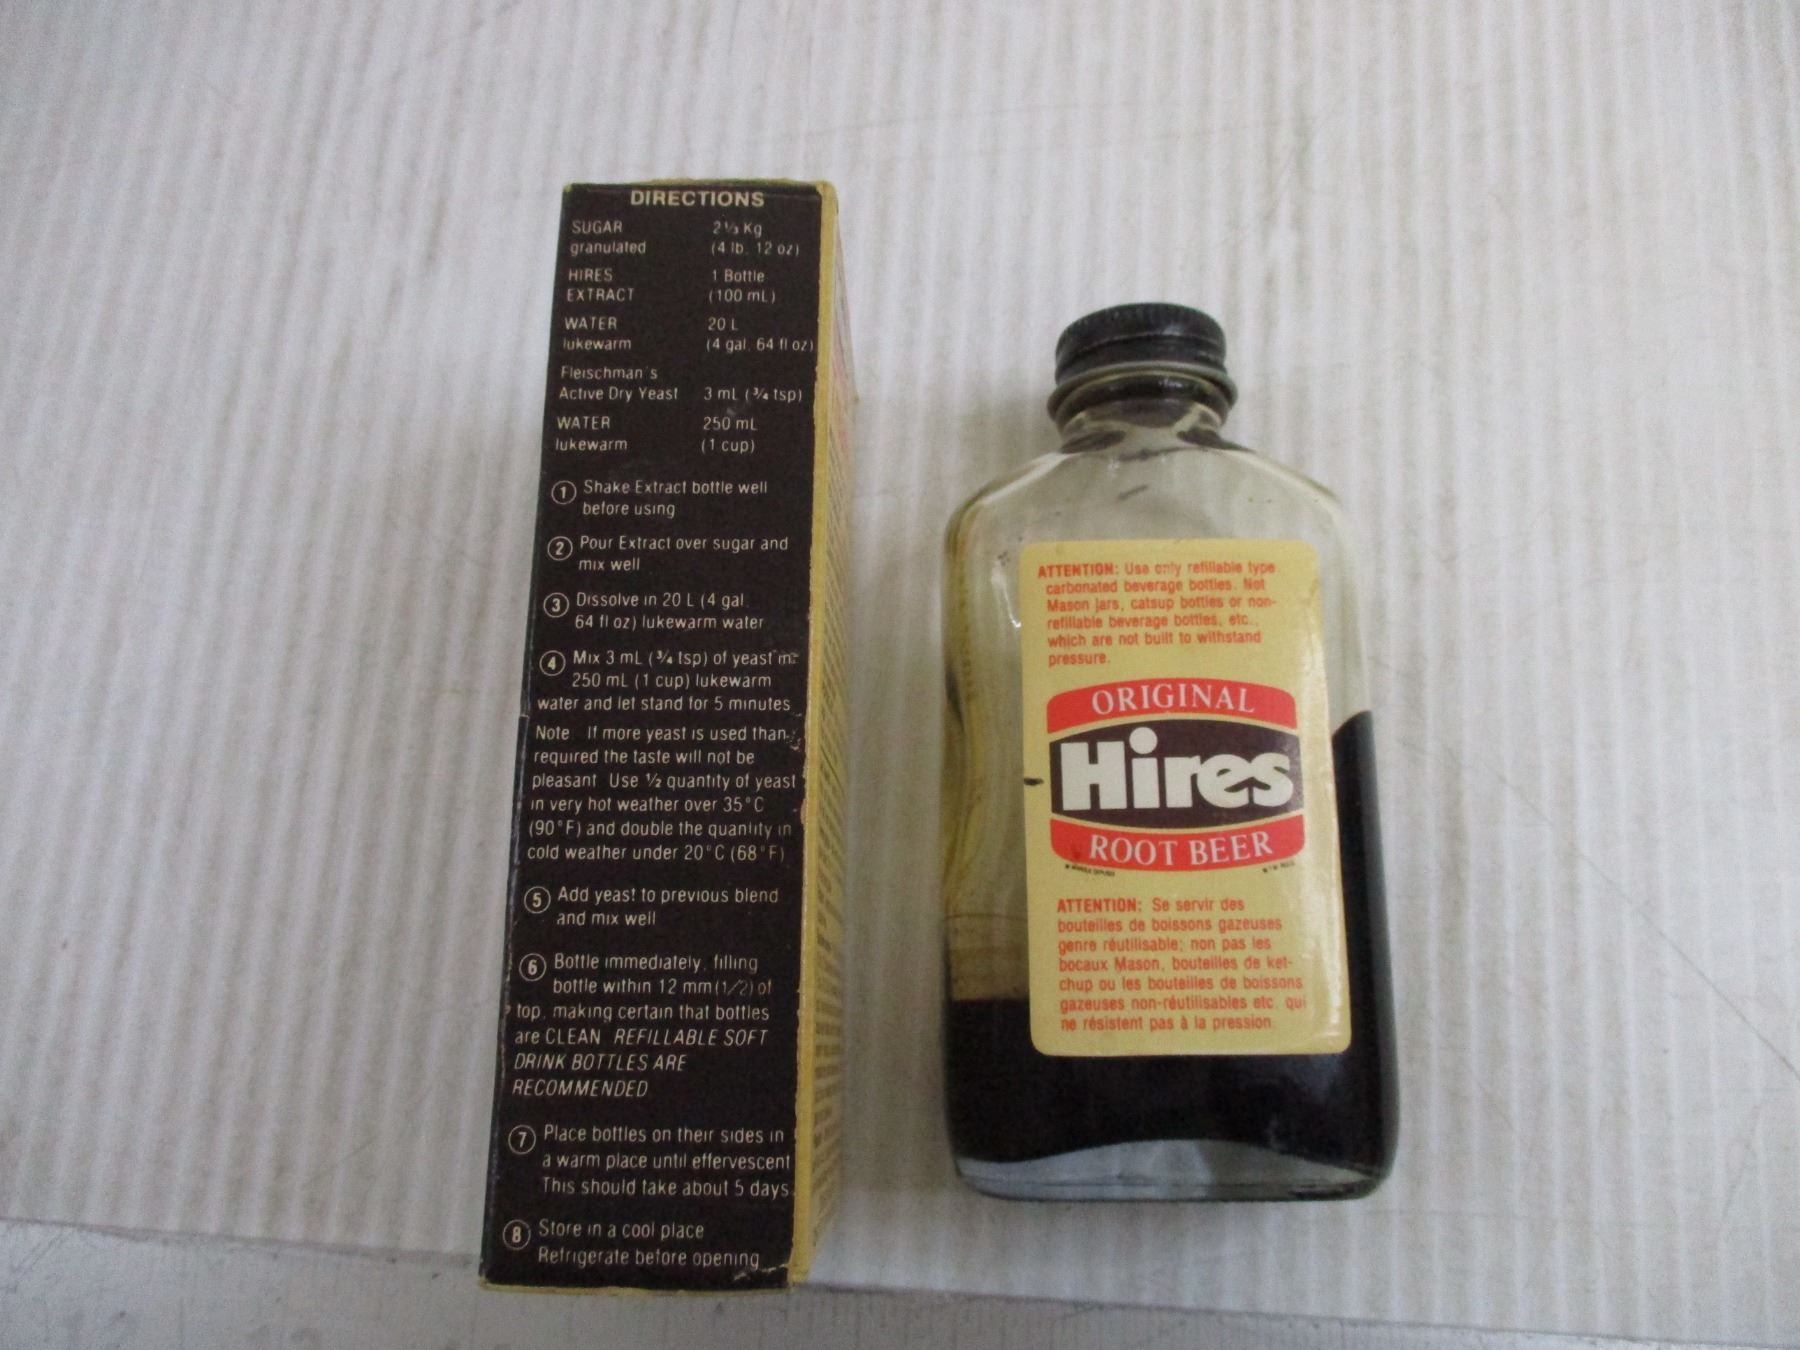 DIRECTIONS
SUGAR 2⅓ Kg
granulated (4 lb. 12 oz)
HIRES 1 Bottle
EXTRACT (100 mL)
WATER 20 L
lukewarm (4 gal. 64 fl oz)
Fleischman's
Active Dry Yeast 3 mL (¾ tsp)
WATER 250 mL
lukewarm (1 cup)
1 Shake Extract bottle well
before using
2 Pour Extract over sugar and
mix well
3 Dissolve in 20 L (4 gal.
64 fl oz) lukewarm water
4 Mix 3 mL (¾ tsp) of yeast in
250 mL (1 cup) lukewarm
water and let stand for 5 minutes
Note If more yeast is used than
required the taste will not be
pleasant Use ½ quantity of yeast
in very hot weather over 35°C
(90°F) and double the quantity in
cold weather under 20°C (68°F)
5 Add yeast to previous blend
and mix well
6 Bottle immediately, filling
bottle within 12 mm (1/2) of
top, making certain that bottles
are CLEAN REFILLABLE SOFT
DRINK BOTTLES ARE
RECOMMENDED
7 Place bottles on their sides in
a warm place until effervescent
This should take about 5 days.
8 Store in a cool place
Refrigerate before opening
ATTENTION: Use only refillable type
carbonated beverage bottles. Not
Mason jars, catsup bottles or non-
refillable beverage bottles, etc.,
which are not built to withstand
pressure.
ORIGINAL
Hires
ROOT BEER
ATTENTION: Se servir des
bouteilles de boissons gazeuses
genre réutilisable; non pas les
bocaux Mason, bouteilles de ket-
chup ou les bouteilles de boissons
gazeuses non-réutilisables etc. qui
ne résistent pas à la pression.